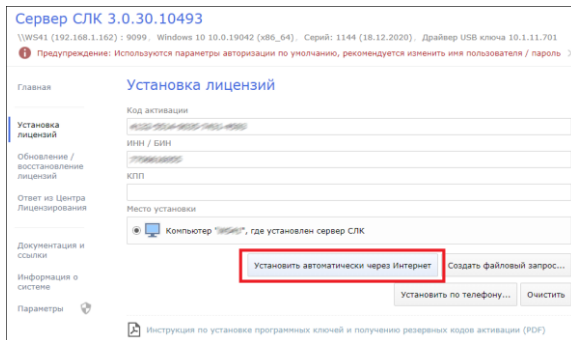 Сервер СЛК 3.0.30.10493
\\WS41 (192.168.1.162) : 9099, Windows 10 10.0.19042 (x86_64), Серий: 1144 (18.12.2020), Драйвер USB ключа 10.1.11.701
Предупреждение: Используются параметры авторизации по умолчанию, рекомендуется изменить имя пользователя / пароль
Главная
Установка
лицензий
Обновление /
восстановление
лицензий
Ответ из Центра
Лицензирования
Документация и
ссылки
Информация о
системе
Параметры
Установка лицензий
Код активации
ИНН / БИН
КПП
Место установки
Компьютер "", где установлен сервер СЛК
Установить автоматически через Интернет
Создать файловый запрос...
Установить по телефону...
Очистить
Инструкция по установке программных ключей и получению резервных кодов активации (PDF)